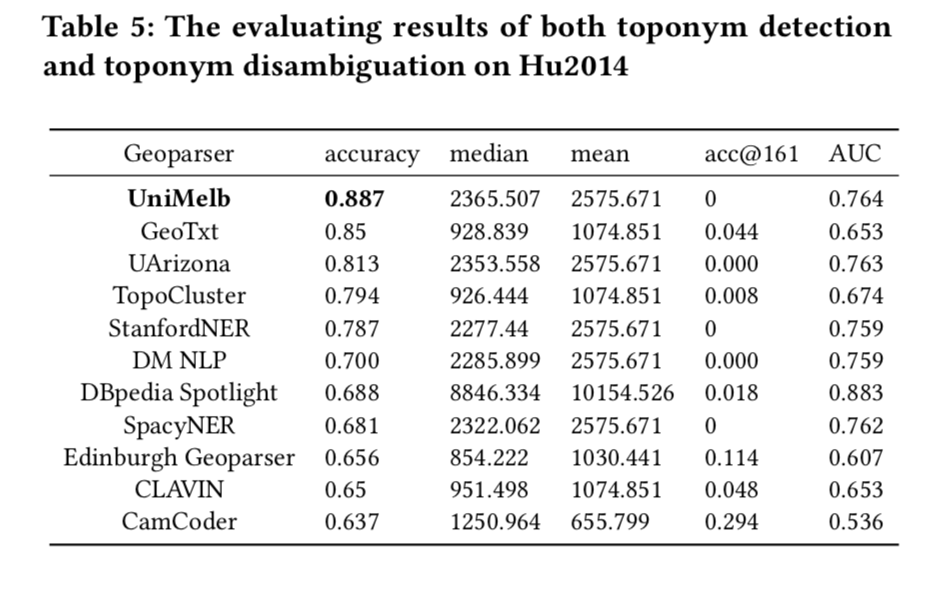 Table 5: The evaluating results of both toponym detection
and toponym disambiguation on Hu2014
Geoparser accuracy median mean acc@161 AUC
UniMelb 0.887 2365.507 2575.671 0 0.764
GeoTxt 0.85 928.839 1074.851 0.044 0.653
UArizona 0.813 2353.558 2575.671 0.000 0.763
TopoCluster 0.794 926.444 1074.851 0.008 0.674
StanfordNER 0.787 2277.44 2575.671 0 0.759
DM NLP 0.700 2285.899 2575.671 0.000 0.759
DBpedia Spotlight 0.688 8846.334 10154.526 0.018 0.883
SpacyNER 0.681 2322.062 2575.671 0 0.762
Edinburgh Geoparser 0.656 854.222 1030.441 0.114 0.607
CLAVIN 0.65 951.498 1074.851 0.048 0.653
CamCoder 0.637 1250.964 655.799 0.294 0.536